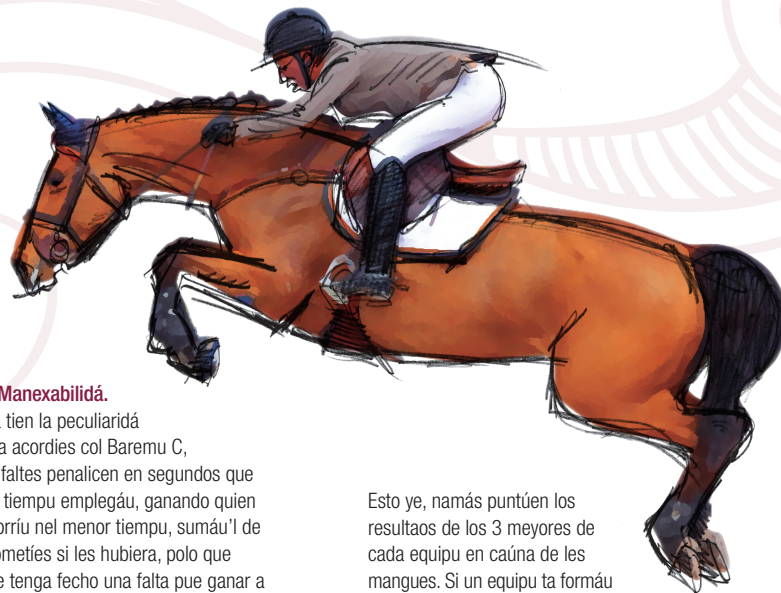 Manexabilidá.
tien la peculiaridá
a acordies col Baremu C,
faltes penalicen en segundos que
tiempu emplegáu, ganando quien
orríu nel menor tiempu, sumáu'l de
ometíes si les hubiera, polo que
e tenga fecho una falta pue ganar a
Esto ye, namás puntúen los
resultaos de los 3 meyores de
cada equipu en caúna de les
mangues. Si un equipu ta formáu